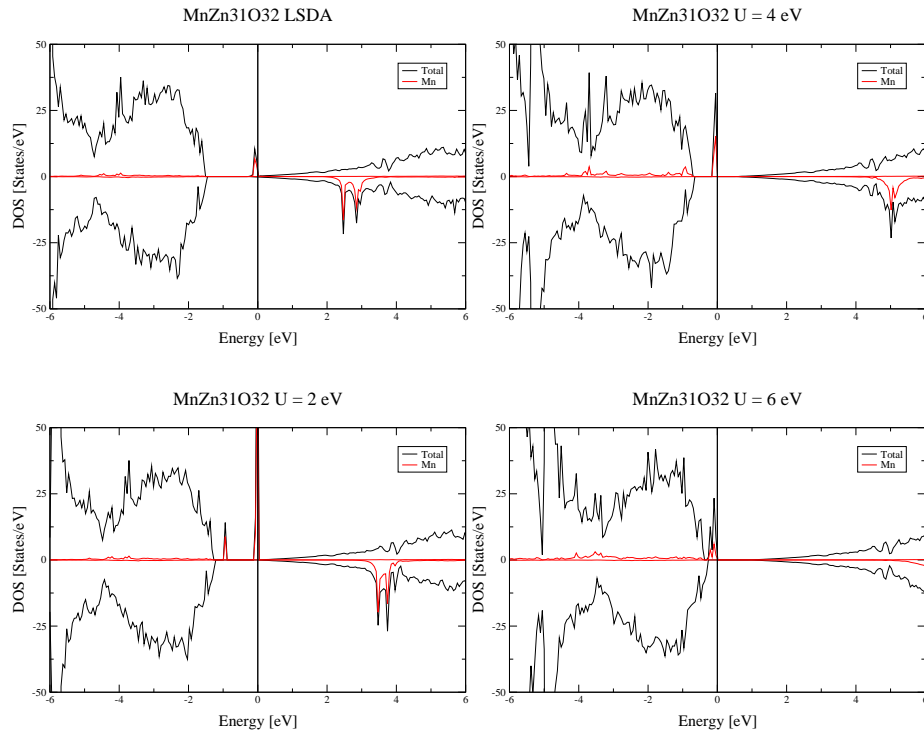 MnZn31O32 LSDA
50
25
0
-25
-50
DOS [States/eV]
Total
Mn
-6 -4 -2 0 2 4 6
Energy [eV]
MnZn31O32 U = 4 eV
50
25
0
-25
-50
DOS [States/eV]
Total
Mn
-6 -4 -2 0 2 4 6
Energy [eV]
MnZn31O32 U = 2 eV
50
25
0
-25
-50
DOS [States/eV]
Total
Mn
-6 -4 -2 0 2 4 6
Energy [eV]
MnZn31O32 U = 6 eV
50
25
0
-25
-50
DOS [States/eV]
Total
Mn
-6 -4 -2 0 2 4 6
Energy [eV]